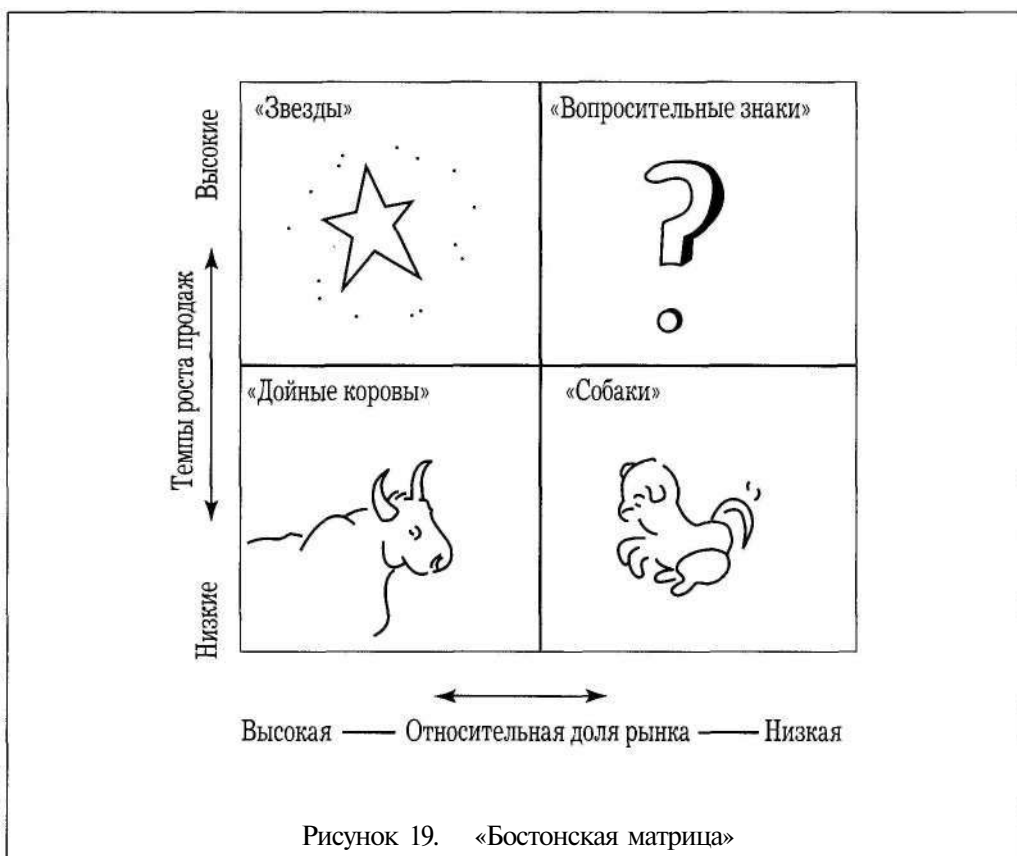 «Звезды»
«Вопросительные знаки»
Высокие
Темпы роста продаж
Низкие
«Дойные коровы»
«Собаки»
Высокая — Относительная доля рынка — Низкая
Рисунок 19. «Бостонская матрица»